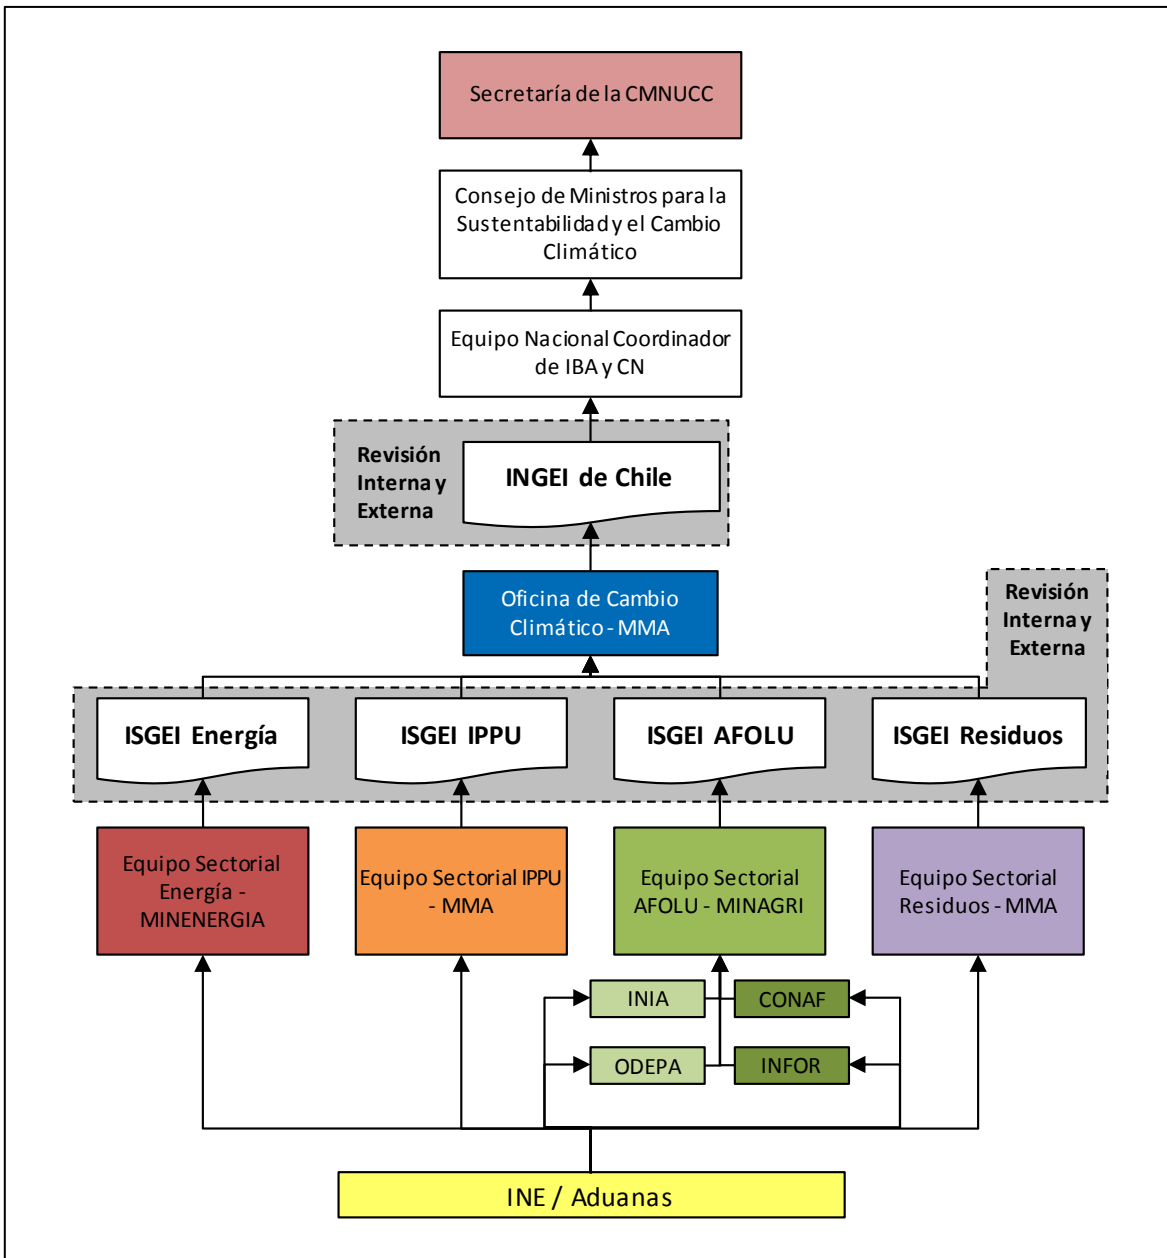 Secretaría de la CMNUCC
Consejo de Ministros para la
Sustentabilidad y el Cambio
Climático
Equipo Nacional Coordinador
de IBA y CN
Revisión
Interna y
Externa
INGEI de Chile
Oficina de Cambio
Climático - MMA
Revisión
Interna y
Externa
ISGEI Energía
ISGEI IPPU
ISGEI AFOLU
ISGEI Residuos
Equipo Sectorial
Energía -
MINENERGIA
Equipo Sectorial IPPU
- MMA
Equipo Sectorial
AFOLU - MINAGRI
Equipo Sectorial
Residuos - MMA
INIA
CONAF
ODEPA
INFOR
INE / Aduanas